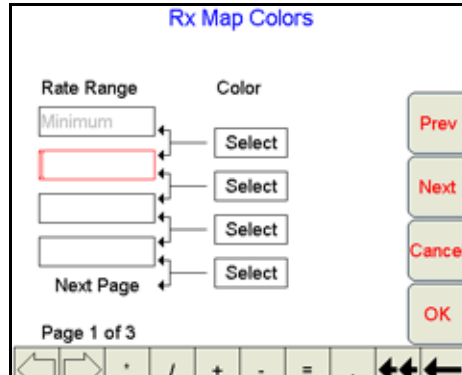 Rx Map Colors
Rate Range Color
Minimum
Select
Select
Select
Select
Next Page
Page 1 of 3
Prev
Next
Cance
OK
* / + - = .